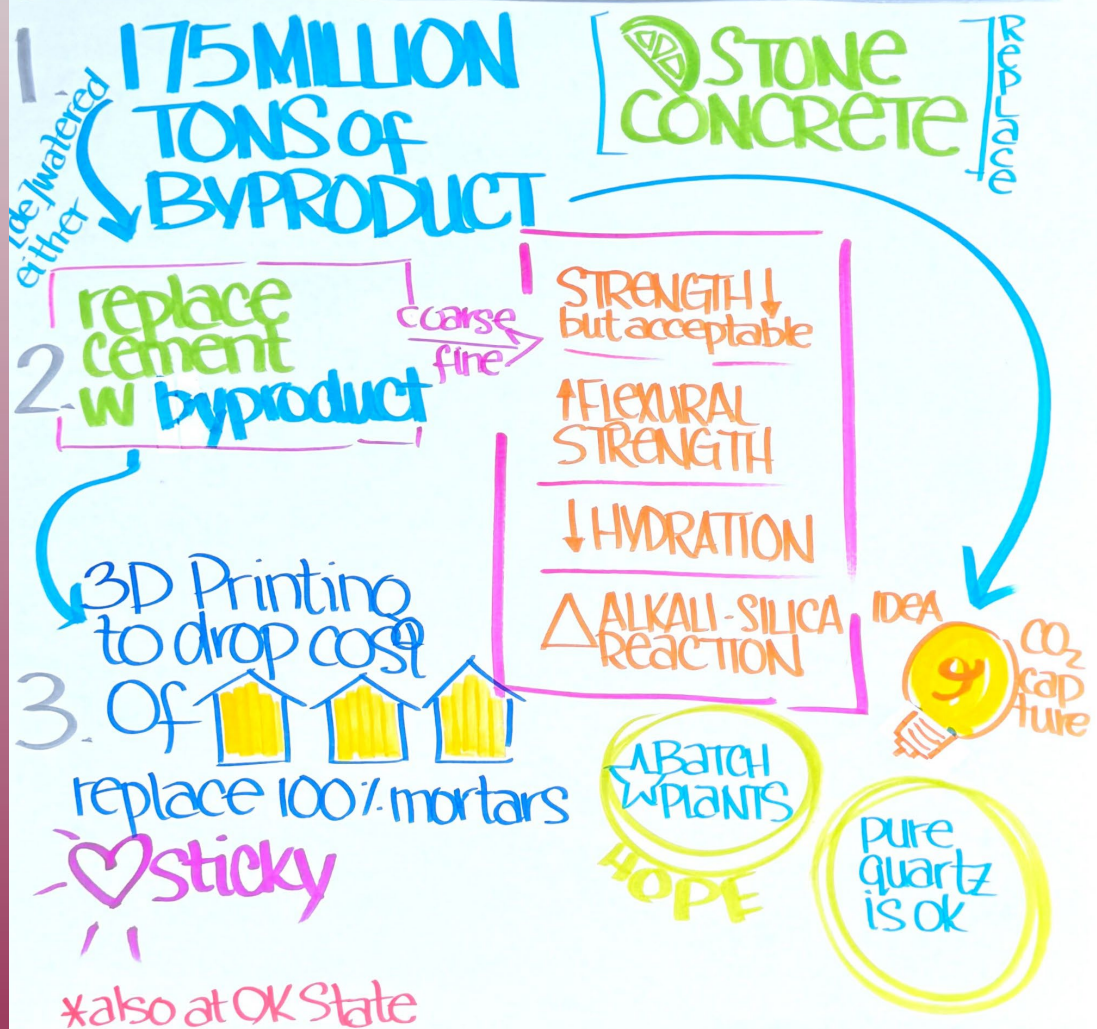 1. 175 MILLION
TONS of
BYPRODUCT
[de]watered
either
STONE
CONCRETE
Replace
2. replace
cement
w byproduct
coarse
fine
STRENGTH ↓
but acceptable
↑ FLEXURAL
STRENGTH
↓ HYDRATION
△ ALKALI-SILICA
REACTION
IDEA
CO₂
cap
ture
3D Printing
to drop cost
3. Of
replace 100% mortars
♡ sticky
*also at OK State
BATCH
PLANTS
HOPE
pure
quartz
is ok